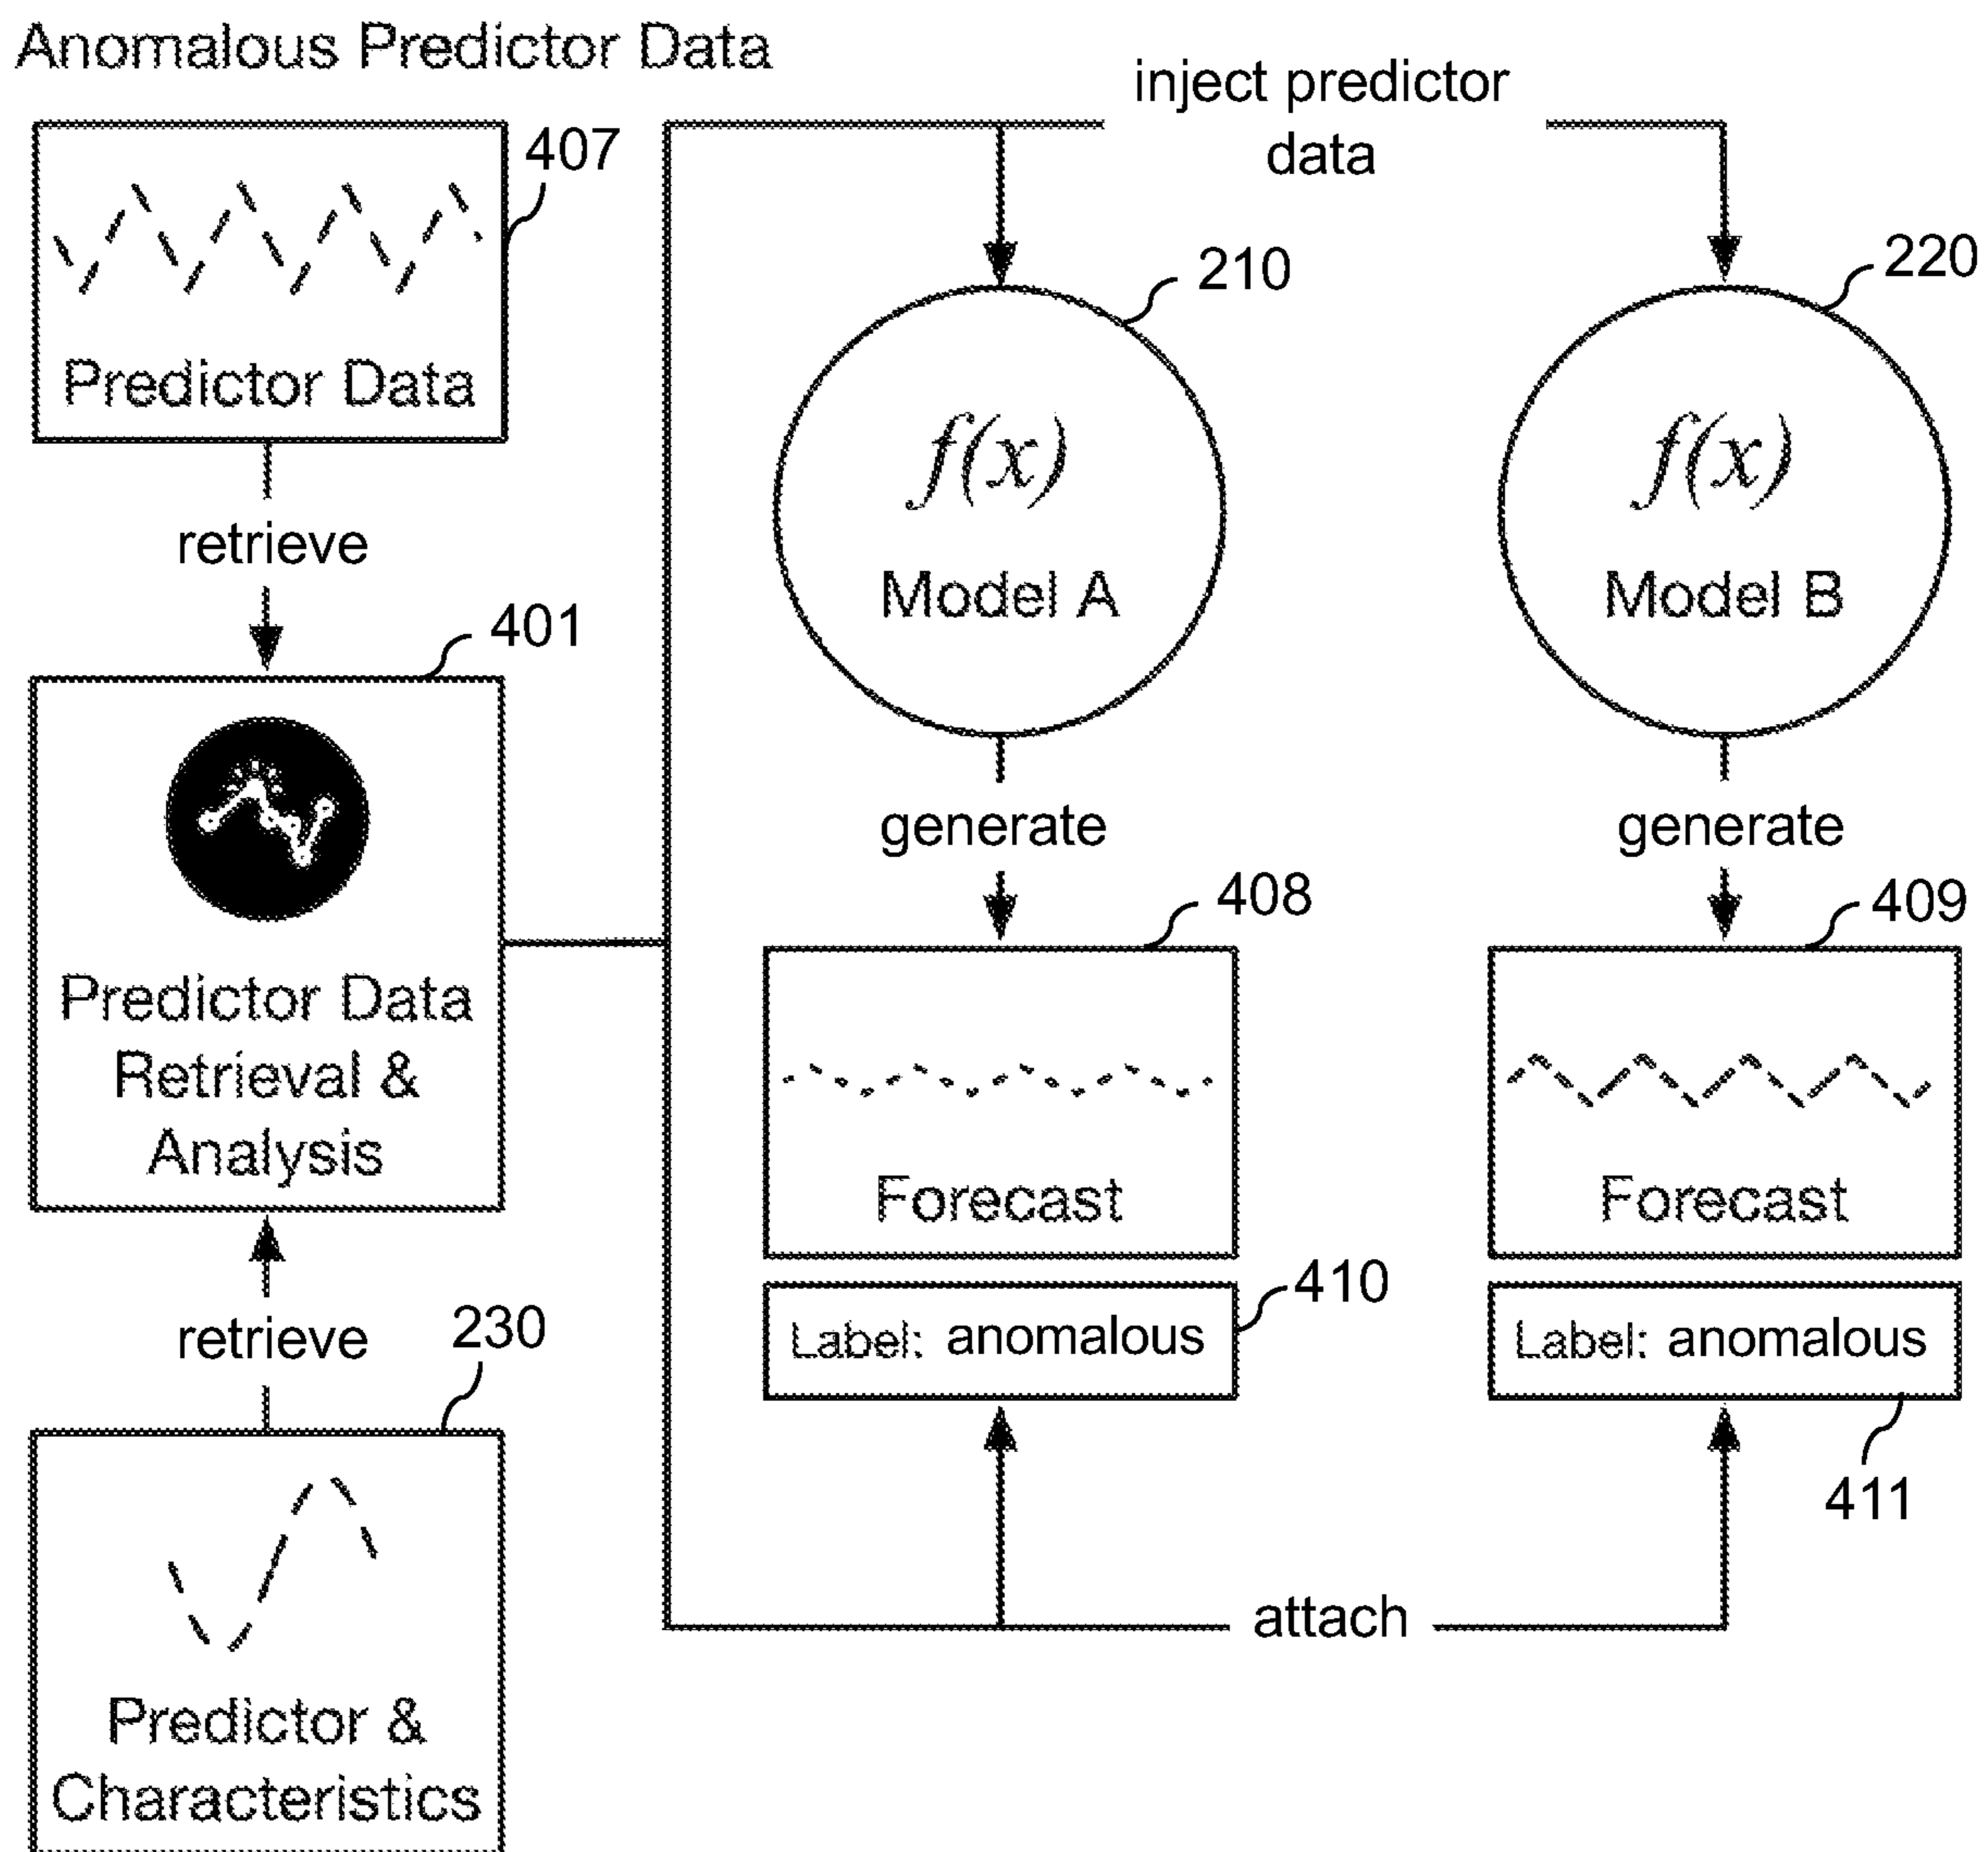 Anomalous Predictor Data
inject predictor
data
407
Predictor Data
retrieve
401
Predictor Data
Retrieval &
Analysis
retrieve
230
Predictor &
Characteristics
210
f(x)
Model A
generate
408
Forecast
410
Label: anomalous
220
f(x)
Model B
generate
409
Forecast
Label: anomalous
411
attach